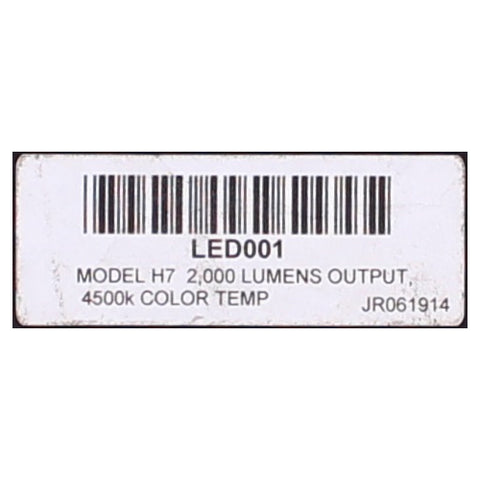 LED001
MODEL H7 2,000 LUMENS OUTPUT,
4500k COLOR TEMP
JR061914